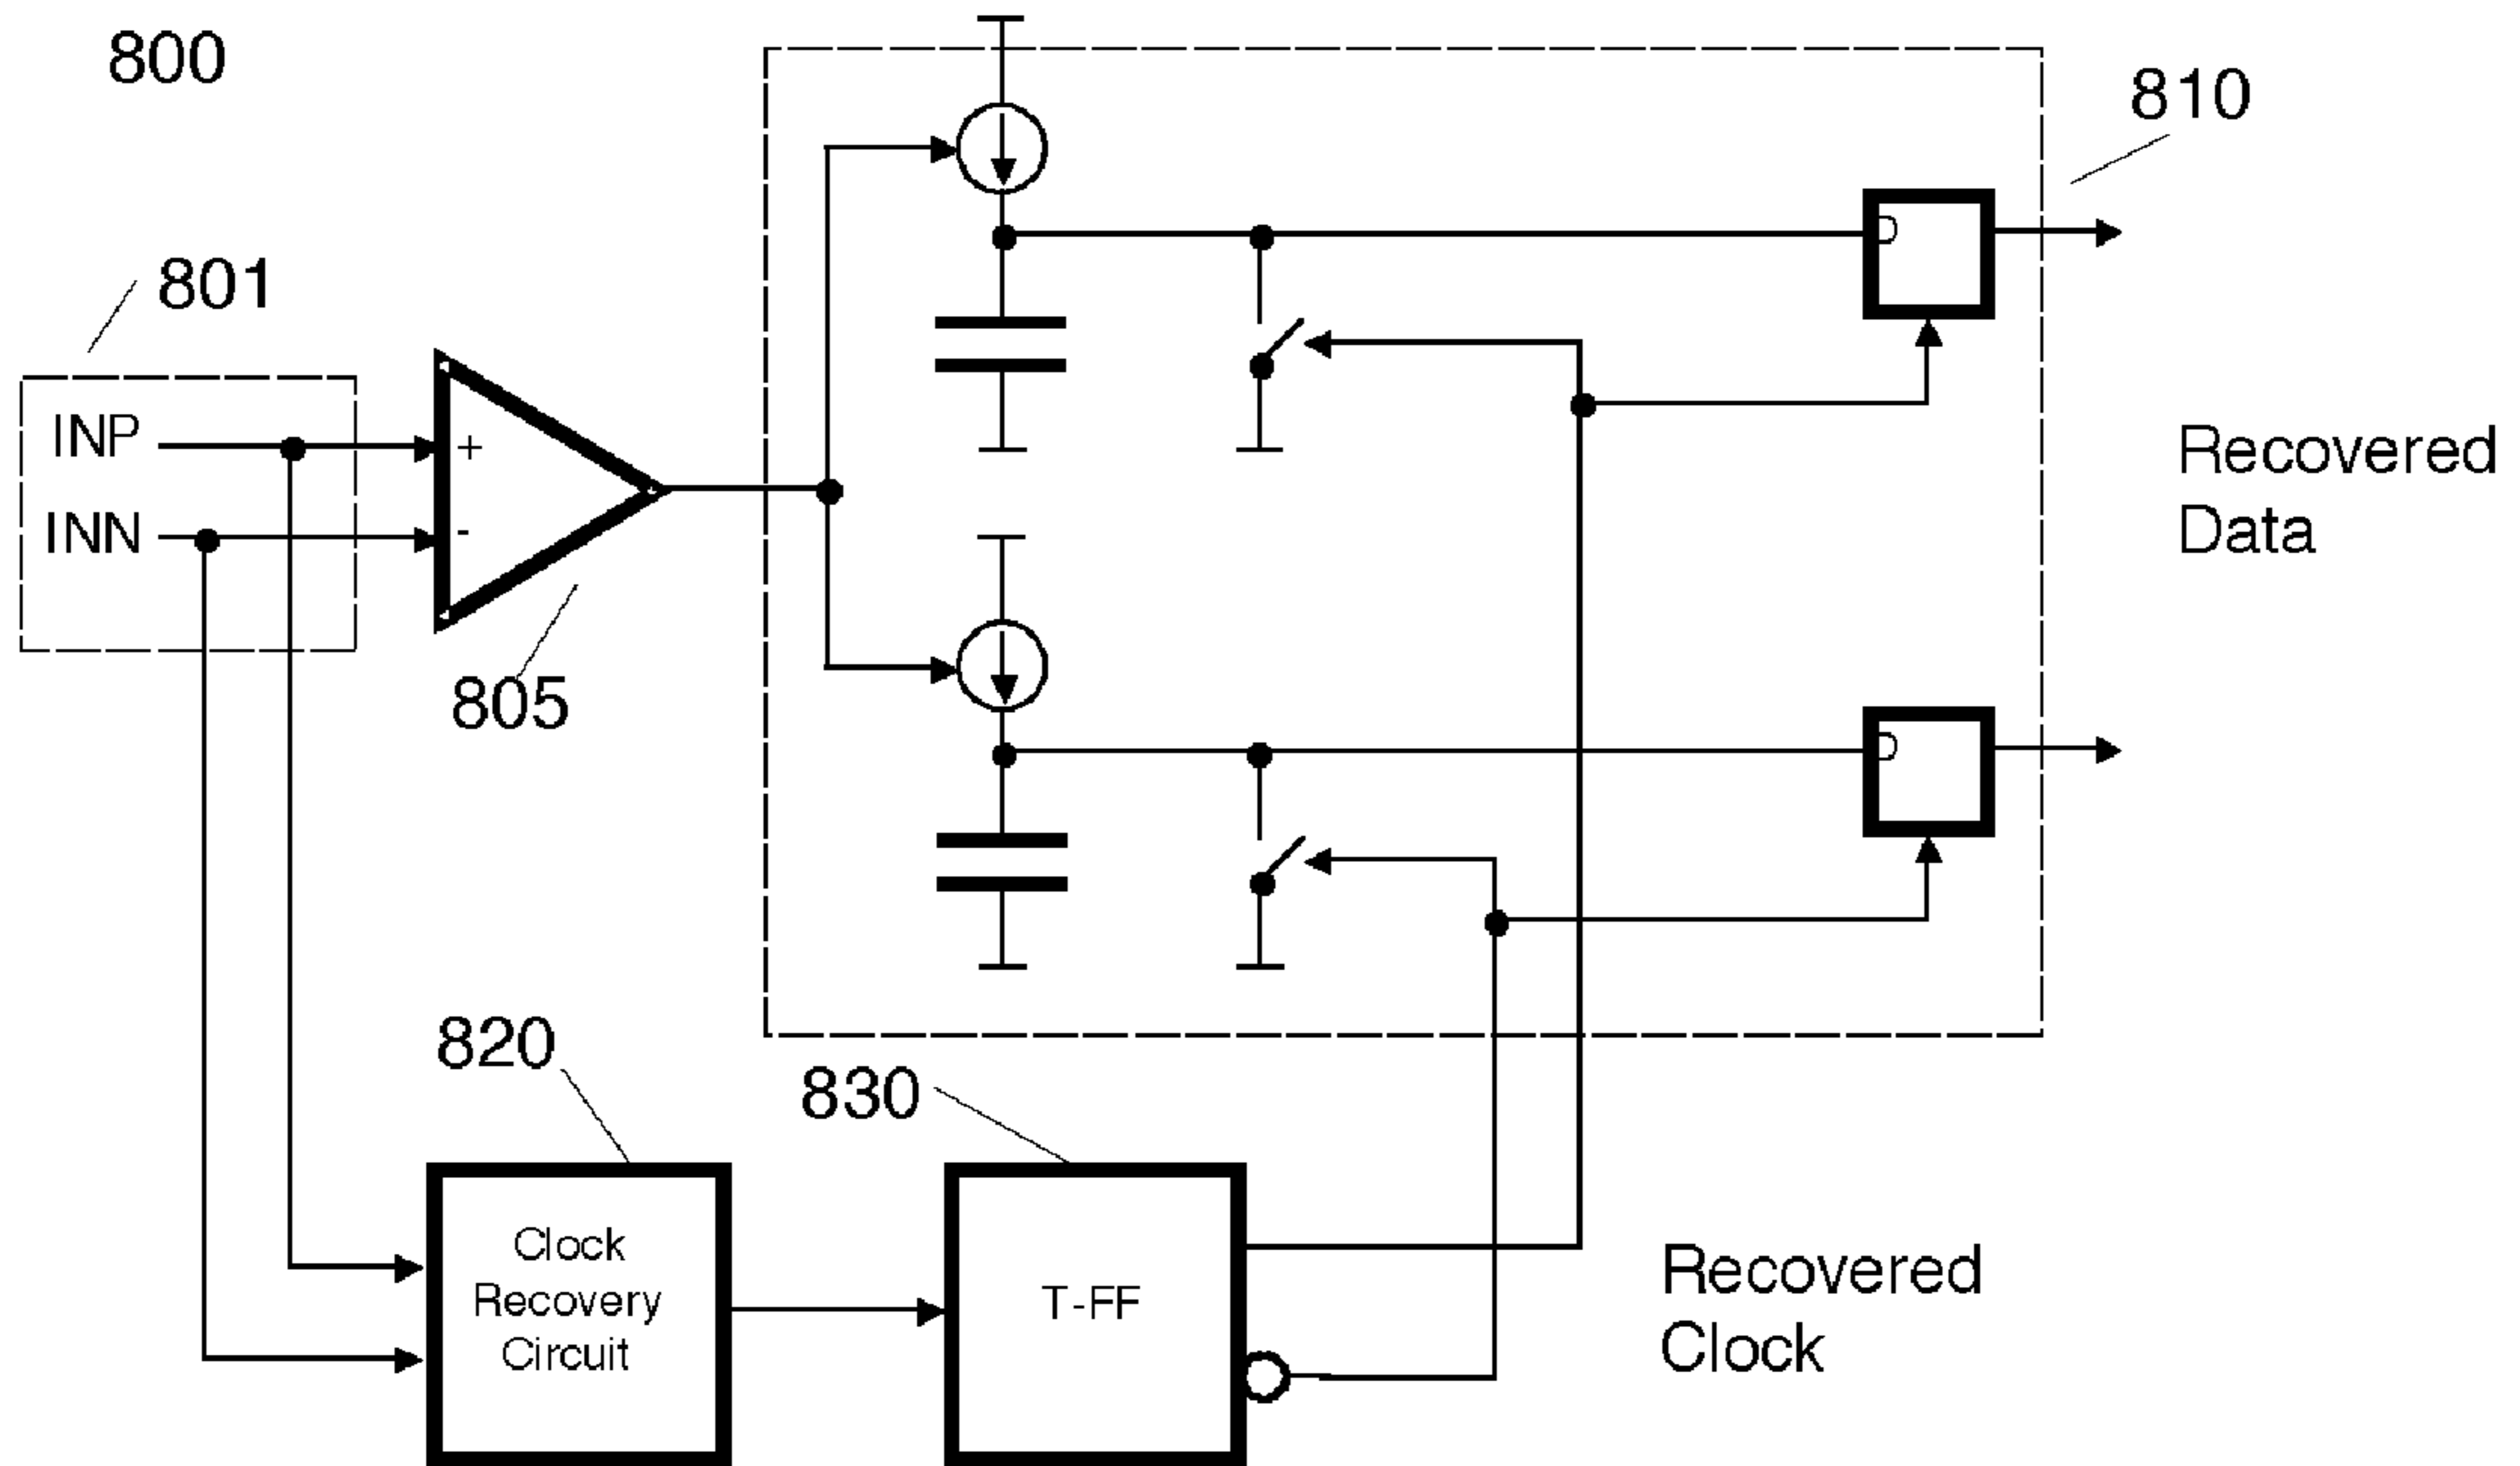 800
810
801
INP
+
INN
-
805
D
Recovered
Data
D
820
830
Clock
Recovery
Circuit
T-FF
Recovered
Clock